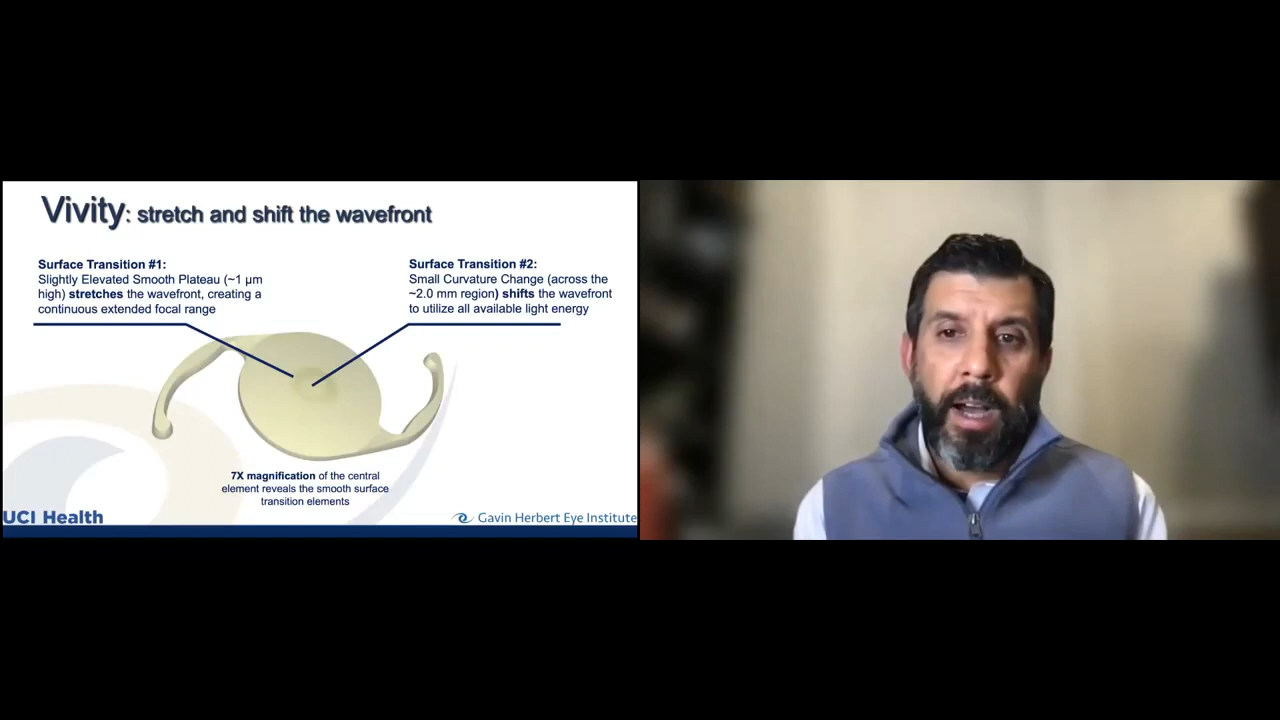 Vivity: stretch and shift the wavefront
Surface Transition #1:
Slightly Elevated Smooth Plateau (~1 µm
high) stretches the wavefront, creating a
continuous extended focal range
Surface Transition #2:
Small Curvature Change (across the
~2.0 mm region) shifts the wavefront
to utilize all available light energy
7X magnification of the central
element reveals the smooth surface
transition elements
UCI Health
Gavin Herbert Eye Institute